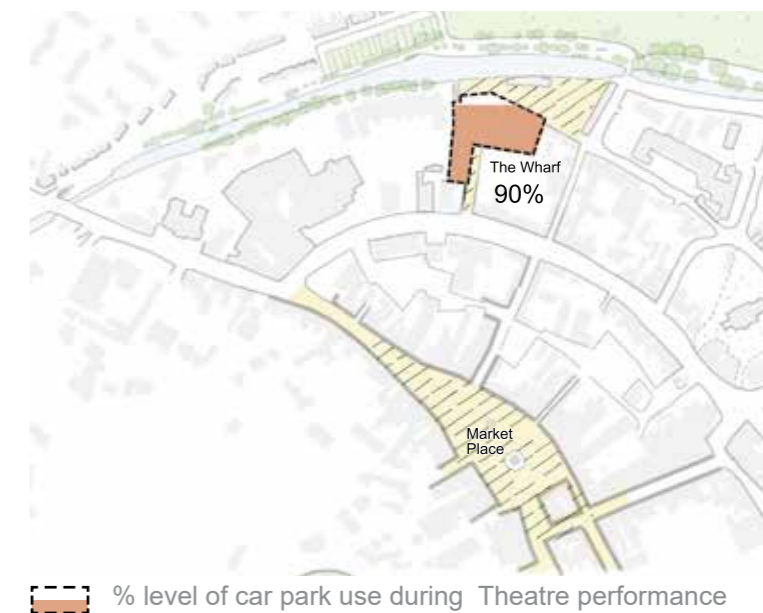 The Wharf
90%
Market
Place
% level of car park use during Theatre performance